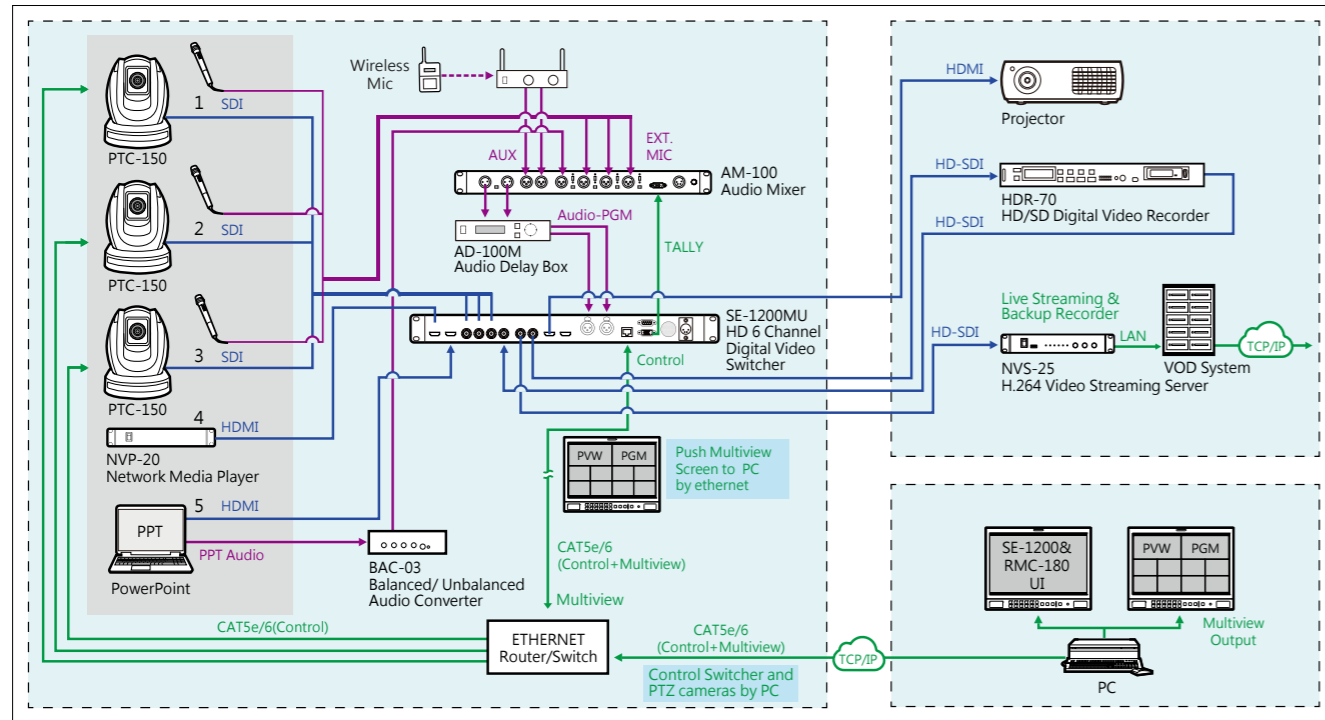 1
SDI
PTC-150
2
SDI
PTC-150
3
SDI
PTC-150
4
HDMI
NVP-20
Network Media Player
5
HDMI
PPT
PPT Audio
PowerPoint
BAC-03
Balanced/ Unbalanced
Audio Converter
CAT5e/6(Control)
Wireless
Mic
AUX
EXT.
MIC
AM-100
Audio Mixer
Audio-PGM
AD-100M
Audio Delay Box
TALLY
SE-1200MU
HD 6 Channel
Digital Video
Switcher
Control
PVW
PGM
Push Multiview
Screen to PC
by ethernet
CAT5e/6
(Control+Multiview)
Multiview
ETHERNET
Router/Switch
CAT5e/6
(Control+Multiview)
Control Switcher and
PTZ cameras by PC
TCP/IP
HDMI
Projector
HD-SDI
HDR-70
HD/SD Digital Video Recorder
HD-SDI
Live Streaming &
Backup Recorder
HD-SDI
LAN
NVS-25
H.264 Video Streaming Server
VOD System
TCP/IP
SE-1200&
RMC-180
UI
PVW
PGM
Multiview
Output
PC